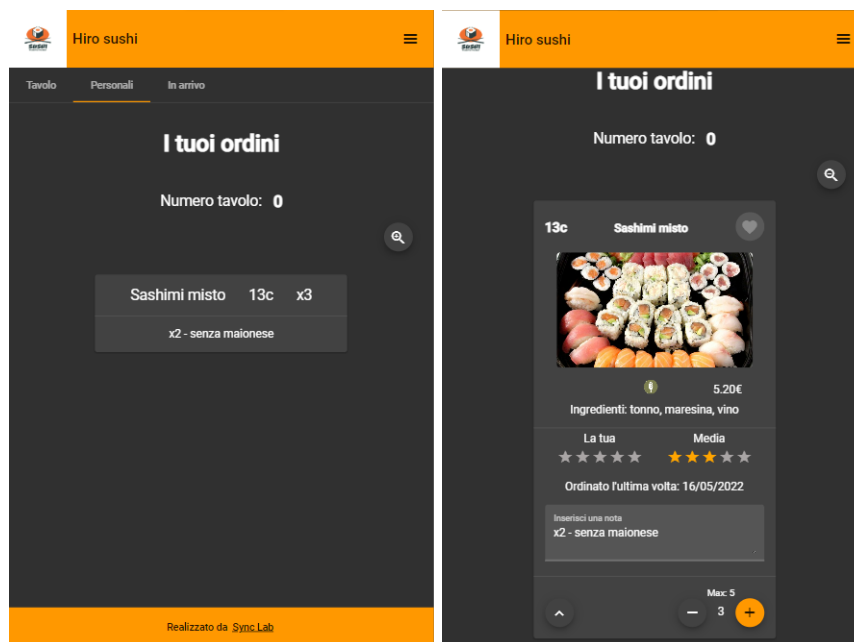 Hiro sushi
Tavolo Personali In arrivo
I tuoi ordini
Numero tavolo: 0
Sashimi misto 13c x3
x2 - senza maionese
Realizzato da Sync Lab
Hiro sushi
I tuoi ordini
Numero tavolo: 0
13c Sashimi misto
5.20€
Ingredienti: tonno, maresina, vino
La tua Media
Ordinato l'ultima volta: 16/05/2022
Inserisci una nota
x2 - senza maionese
Max: 5
3